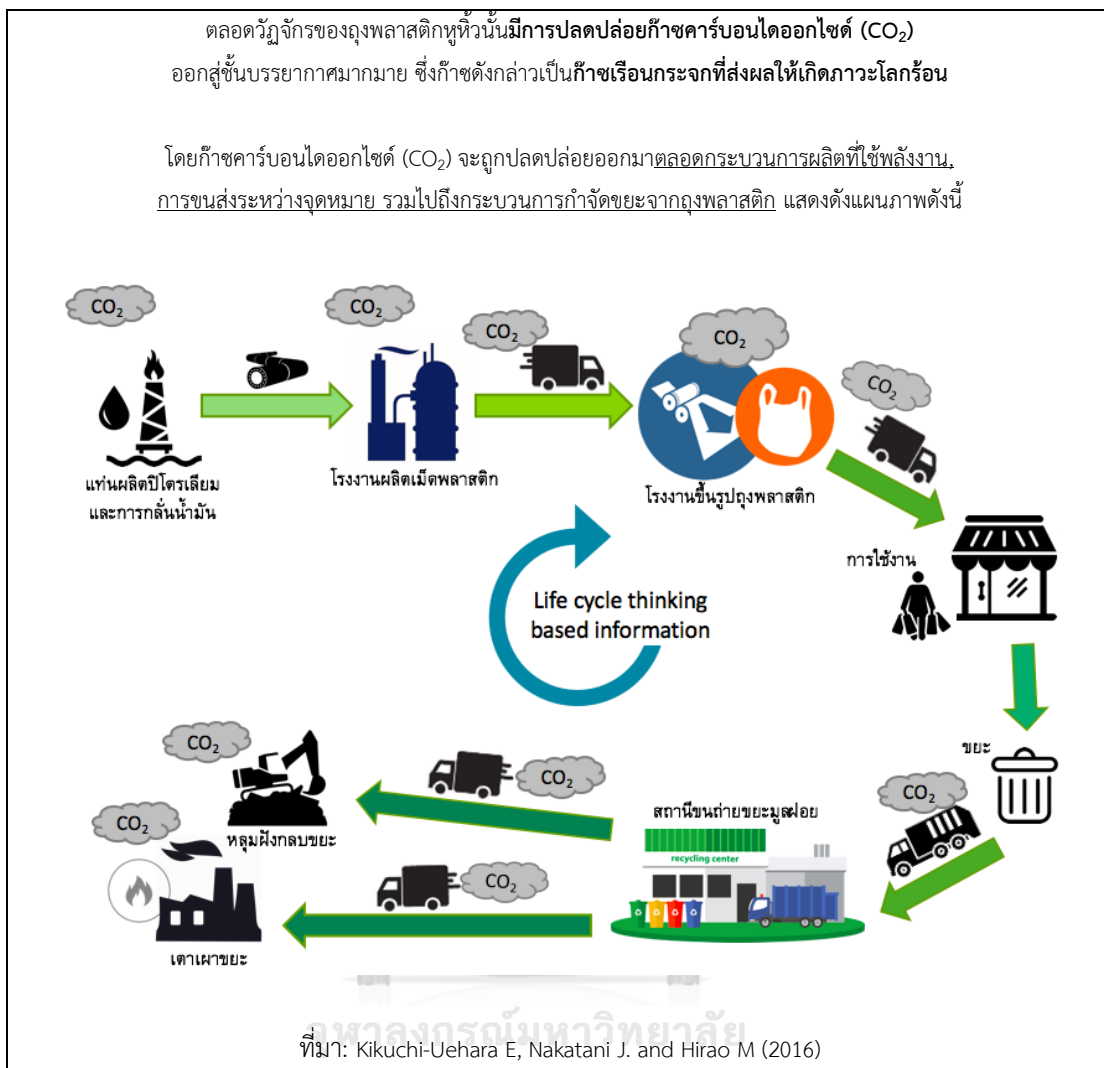 ตลอดวัฏจักรของถุงพลาสติกหูหิ้วนั้นมีการปลดปล่อยก๊าซคาร์บอนไดออกไซด์ (CO₂)
ออกสู่ชั้นบรรยากาศมากมาย ซึ่งก๊าซดังกล่าวเป็นก๊าซเรือนกระจกที่ส่งผลให้เกิดภาวะโลกร้อน
โดยก๊าซคาร์บอนไดออกไซด์ (CO₂) จะถูกปลดปล่อยออกมาตลอดกระบวนการผลิตที่ใช้พลังงาน,
การขนส่งระหว่างจุดหมาย รวมไปถึงกระบวนการกำจัดขยะจากถุงพลาสติก แสดงดังแผนภาพดังนี้
CO₂
CO₂
CO₂
CO₂
CO₂
แท่นผลิตปิโตรเลียม
และการกลั่นน้ำมัน
โรงงานผลิตเม็ดพลาสติก
โรงงานขึ้นรูปถุงพลาสติก
การใช้งาน
Life cycle thinking
based information
ขยะ
CO₂
CO₂
CO₂
หลุมฝังกลบขยะ
สถานีขนถ่ายขยะมูลฝอย
recycling center
CO₂
CO₂
เตาเผาขยะ
จุฬาลงกรณ์มหาวิทยาลัย
ที่มา: Kikuchi-Uehara E, Nakatani J. and Hirao M (2016)